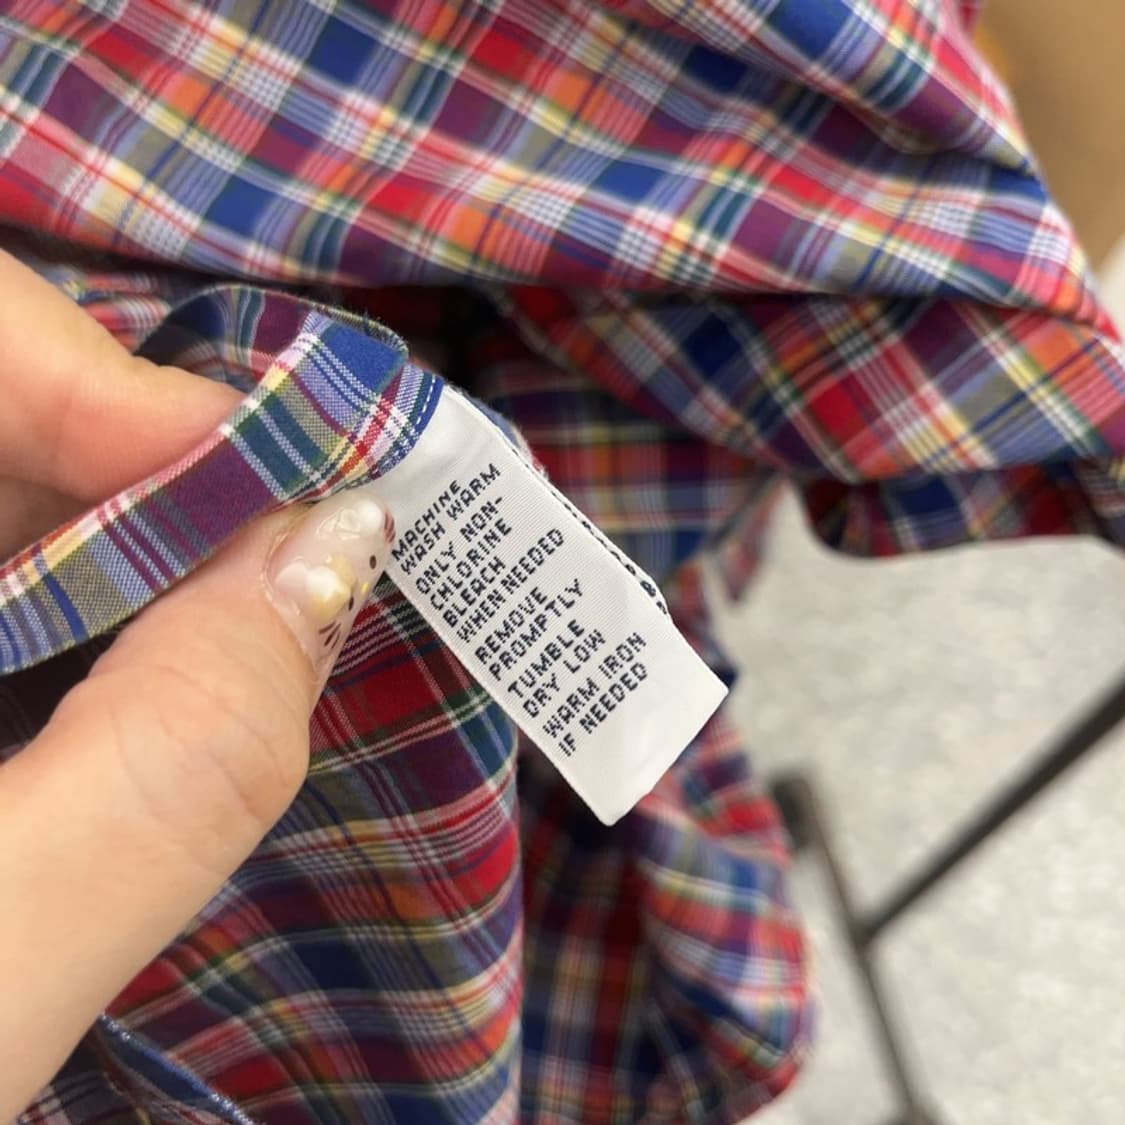 MACHINE
WASH WARM
ONLY NON-
CHLORINE
BLEACH
WHEN NEEDED
REMOVE
PROMPTLY
TUMBLE
DRY LOW
WARM IRON
IF NEEDED